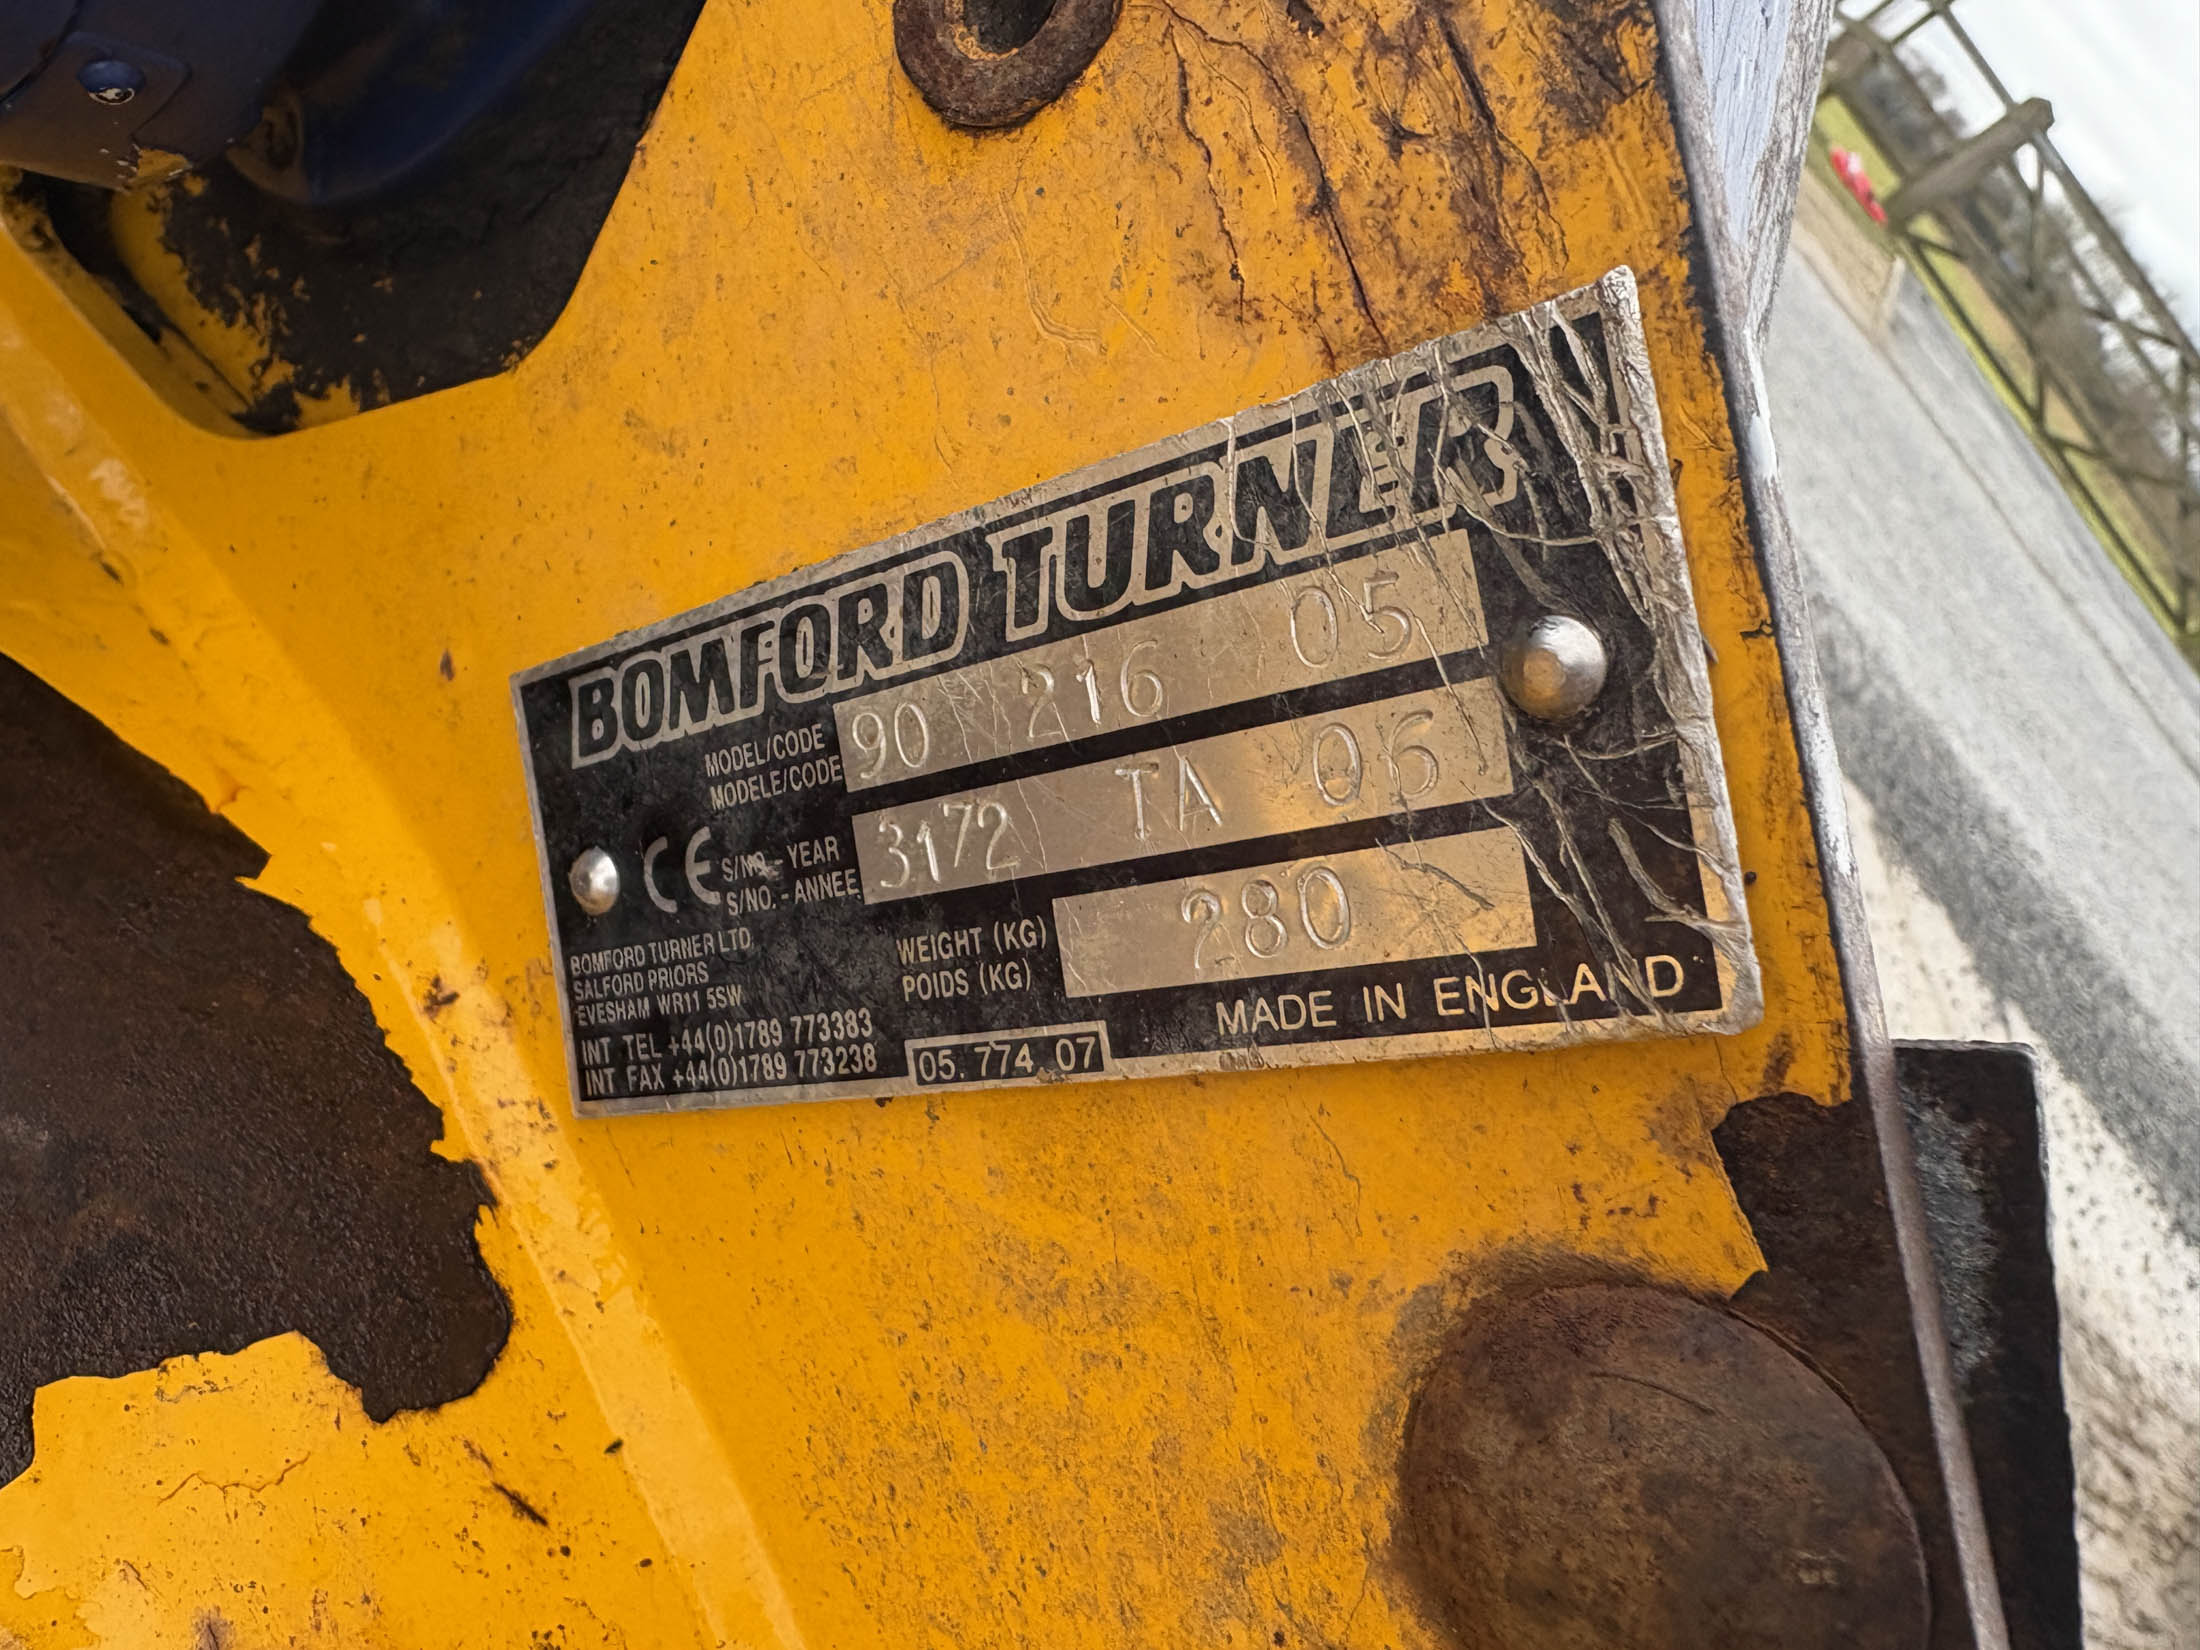 BOMFORD TURNER
MODEL/CODE
MODELE/CODE
90 216 05
CE
S/NO. - YEAR
S/NO. - ANNEE
3172 TA 06
WEIGHT (KG)
POIDS (KG)
280
BOMFORD TURNER LTD
SALFORD PRIORS
EVESHAM WR11 5SW
INT TEL +44(0)1789 773383
INT FAX +44(0)1789 773238
05.774.07
MADE IN ENGLAND